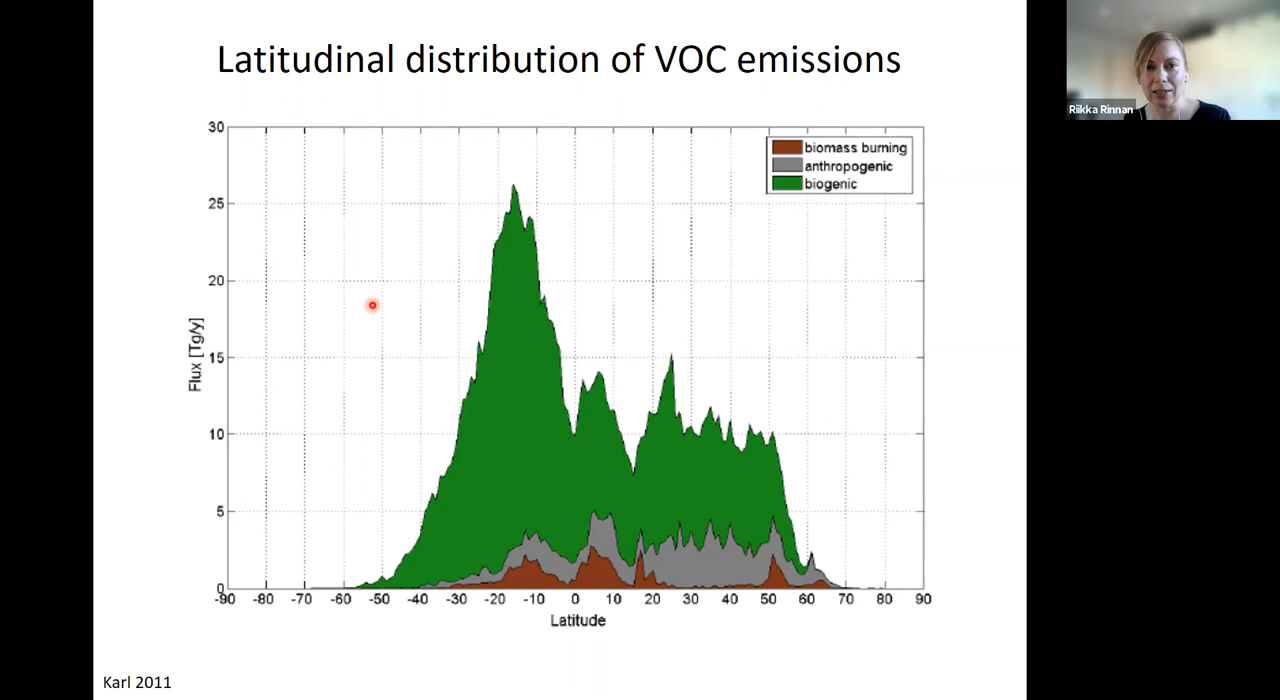 Latitudinal distribution of VOC emissions
Riikka Rinnan
30
25
20
15
10
5
0
Flux [Tg/y]
biomass burning
anthropogenic
biogenic
-90 -80 -70 -60 -50 -40 -30 -20 -10 0 10 20 30 40 50 60 70 80 90
Latitude
Karl 2011